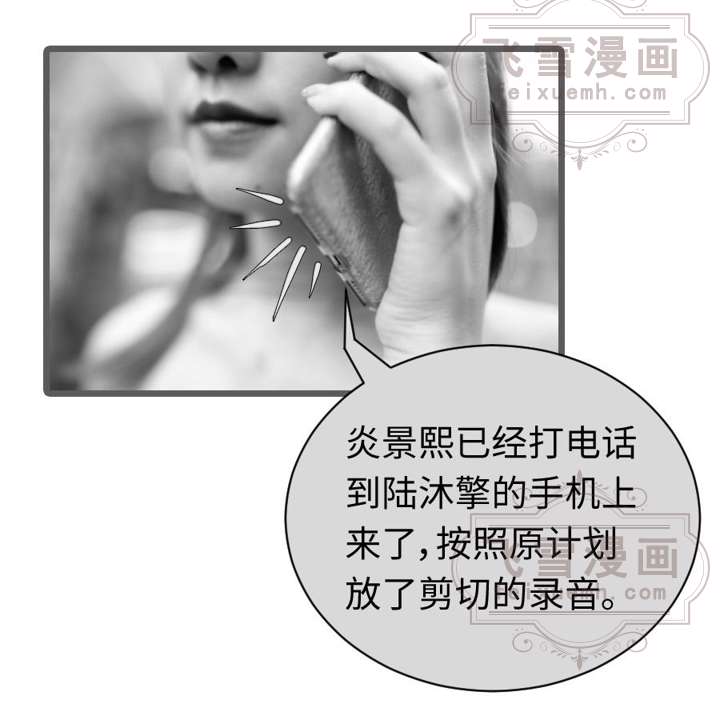 飞雪漫画
feixuemh.com
炎景熙已经打电话
到陆沐擎的手机上
来了，按照原计划
放了剪切的录音。
飞雪漫画
feixuemh.com